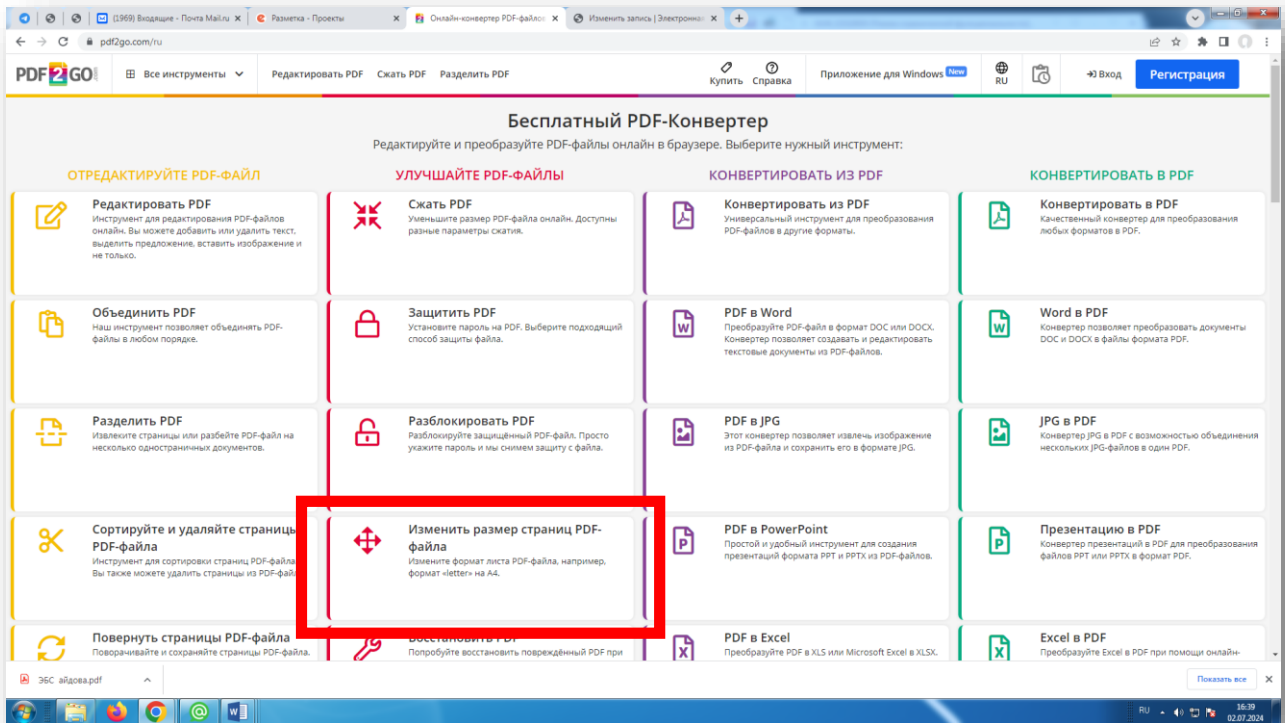 (1969) Входящие - Почта Mail.ru
Разметка - Проекты
Онлайн-конвертер PDF-файлов
Изменить запись | Электронная
pdf2go.com/ru
PDF2GO
Все инструменты
Редактировать PDF
Сжать PDF
Разделить PDF
Купить
Справка
Приложение для Windows New
RU
Вход
Регистрация
Бесплатный PDF-Конвертер
Редактируйте и преобразуйте PDF-файлы онлайн в браузере. Выберите нужный инструмент:
ОТРЕДАКТИРУЙТЕ PDF-ФАЙЛ
УЛУЧШАЙТЕ PDF-ФАЙЛЫ
КОНВЕРТИРОВАТЬ ИЗ PDF
КОНВЕРТИРОВАТЬ В PDF
Редактировать PDF
Инструмент для редактирования PDF-файлов
онлайн. Вы можете добавить или удалить текст,
выделить предложение, вставить изображение и
не только.
Сжать PDF
Уменьшите размер PDF-файла онлайн. Доступны
разные параметры сжатия.
Конвертировать из PDF
Универсальный инструмент для преобразования
PDF-файлов в другие форматы.
Конвертировать в PDF
Качественный конвертер для преобразования
любых форматов в PDF.
Объединить PDF
Наш инструмент позволяет объединять PDF-
файлы в любом порядке.
Защитить PDF
Установите пароль на PDF. Выберите подходящий
способ защиты файла.
PDF в Word
Преобразуйте PDF-файл в формат DOC или DOCX.
Конвертер позволяет создавать и редактировать
текстовые документы из PDF-файлов.
Word в PDF
Конвертер позволяет преобразовать документы
DOC и DOCX в файлы формата PDF.
Разделить PDF
Извлеките страницы или разбейте PDF-файл на
несколько одностраничных документов.
Разблокировать PDF
Разблокируйте защищённый PDF-файл. Просто
укажите пароль и мы снимем защиту с файла.
PDF в JPG
Этот конвертер позволяет извлечь изображение
из PDF-файла и сохранить его в формате JPG.
JPG в PDF
Конвертер JPG в PDF с возможностью объединения
нескольких JPG-файлов в один PDF.
Сортируйте и удаляйте страницы
PDF-файла
Инструмент для сортировки страниц PDF-файла.
Вы также можете удалить страницы из PDF-фай
Изменить размер страниц PDF-
файла
Измените формат листа PDF-файла, например,
формат «letter» на A4.
PDF в PowerPoint
Простой и удобный инструмент для создания
презентаций формата PPT и PPTX из PDF-файлов.
Презентацию в PDF
Конвертер презентаций в PDF для преобразования
файлов PPT или PPTX в формат PDF.
Повернуть страницы PDF-файла
Поворачивайте и сохраняйте страницы PDF-файла.
Восстановить PDF
Попробуйте восстановить повреждённый PDF при
PDF в Excel
Преобразуйте PDF в XLS или Microsoft Excel в XLSX.
Excel в PDF
Преобразуйте Excel в PDF при помощи онлайн-
ЭБС айдова.pdf
Показать все
RU
16:39
02.07.2024